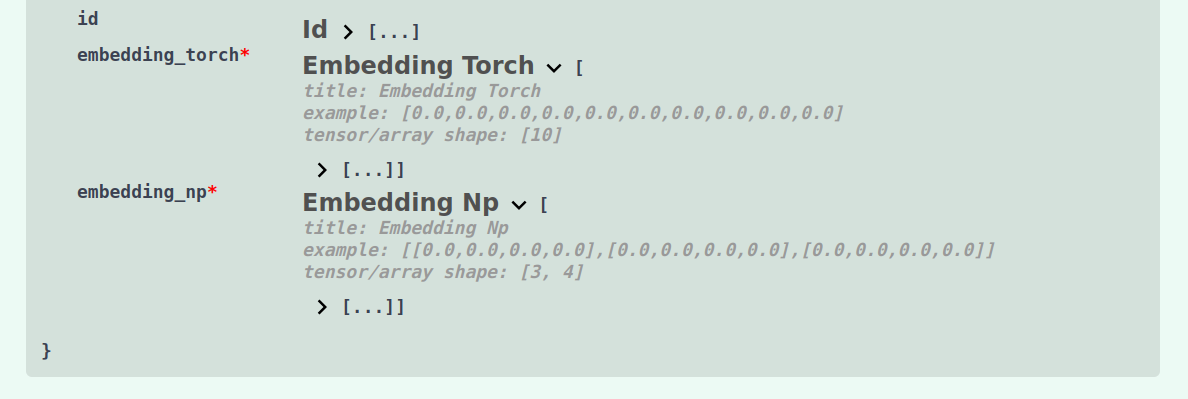 id Id > [...]
embedding_torch* Embedding Torch [
title: Embedding Torch
example: [0.0,0.0,0.0,0.0,0.0,0.0,0.0,0.0,0.0,0.0]
tensor/array shape: [10]
> [...]]
embedding_np* Embedding Np [
title: Embedding Np
example: [[0.0,0.0,0.0,0.0],[0.0,0.0,0.0,0.0],[0.0,0.0,0.0,0.0]]
tensor/array shape: [3, 4]
> [...]]
}